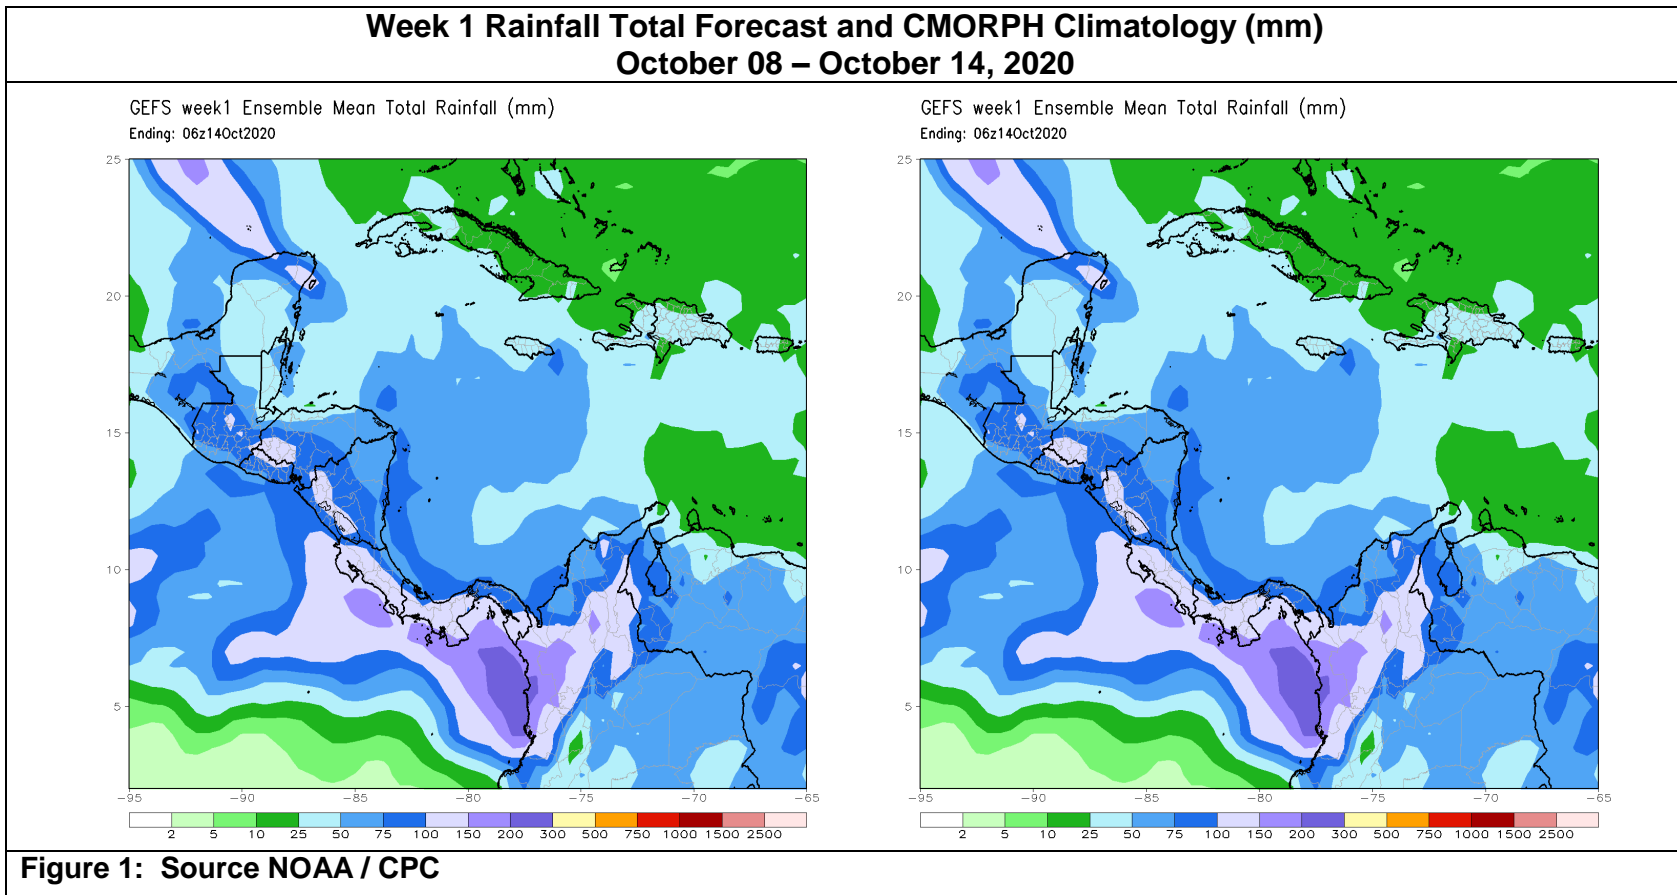 Week 1 Rainfall Total Forecast and CMORPH Climatology (mm)
October 08 – October 14, 2020
GEFS week1 Ensemble Mean Total Rainfall (mm)
Ending: 06z14Oct2020
25
20
15
10
5
-95 -90 -85 -80 -75 -70 -65
2 5 10 25 50 75 100 150 200 300 500 750 1000 1500 2500
GEFS week1 Ensemble Mean Total Rainfall (mm)
Ending: 06z14Oct2020
25
20
15
10
5
-95 -90 -85 -80 -75 -70 -65
2 5 10 25 50 75 100 150 200 300 500 750 1000 1500 2500
Figure 1: Source NOAA / CPC